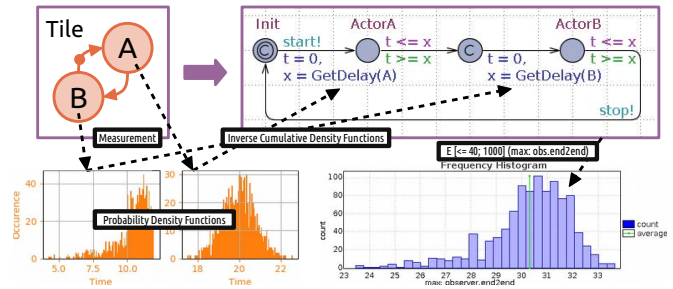 Tile
A
B
Init
ActorA
ActorB
C
start!
t <= x
C
t <= x
t = 0,
t >= x
t = 0,
t >= x
x = GetDelay(A)
x = GetDelay(B)
stop!
Measurement
Inverse Cumulative Density Functions
E [<= 40; 1000] (max: obs.end2end)
Frequency Histogram
Occurence
40
20
0
5.0
7.5
10.0
Time
30
20
10
0
18
20
22
Time
Probability Density Functions
count
100
80
60
40
20
0
23
24
25
26
27
28
29
30
31
32
33
max: observer.end2end
count
average